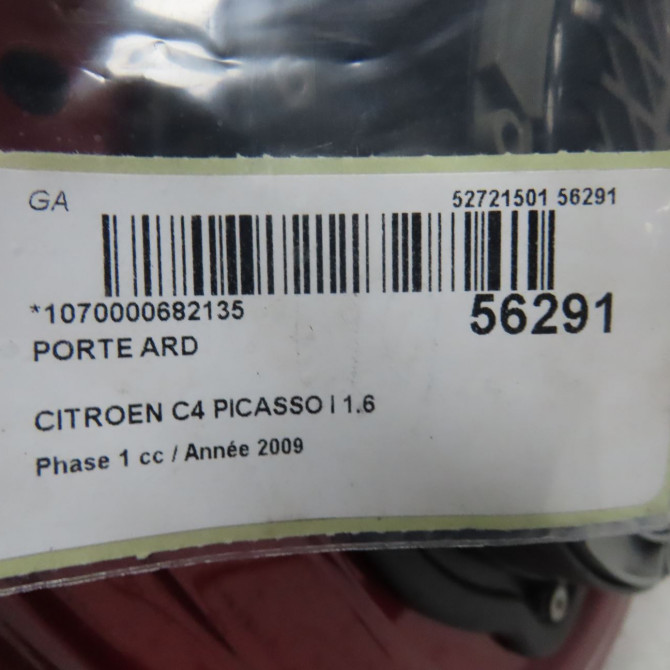 GA
52721501 56291
*1070000682135
56291
PORTE ARD
CITROEN C4 PICASSO I 1.6
Phase 1 cc / Année 2009